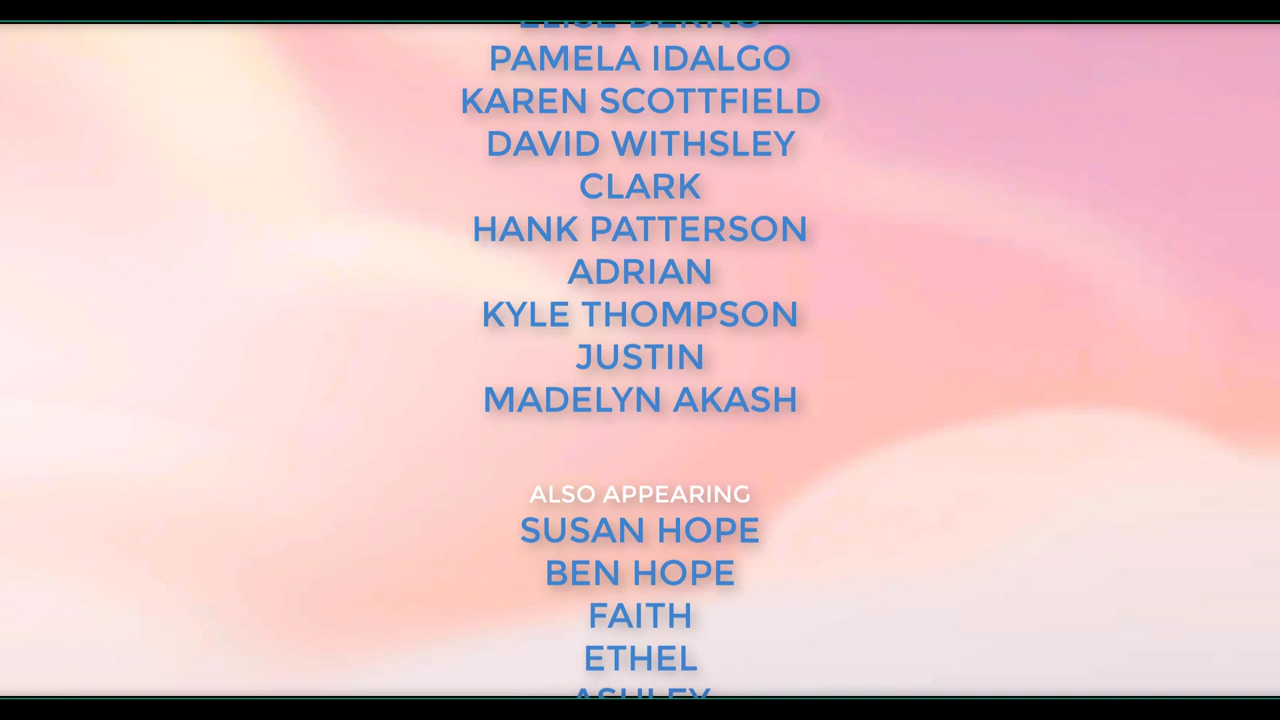 PAMELA IDALGO
KAREN SCOTTFIELD
DAVID WITHSLEY
CLARK
HANK PATTERSON
ADRIAN
KYLE THOMPSON
JUSTIN
MADELYN AKASH
ALSO APPEARING
SUSAN HOPE
BEN HOPE
FAITH
ETHEL
ASHLEY